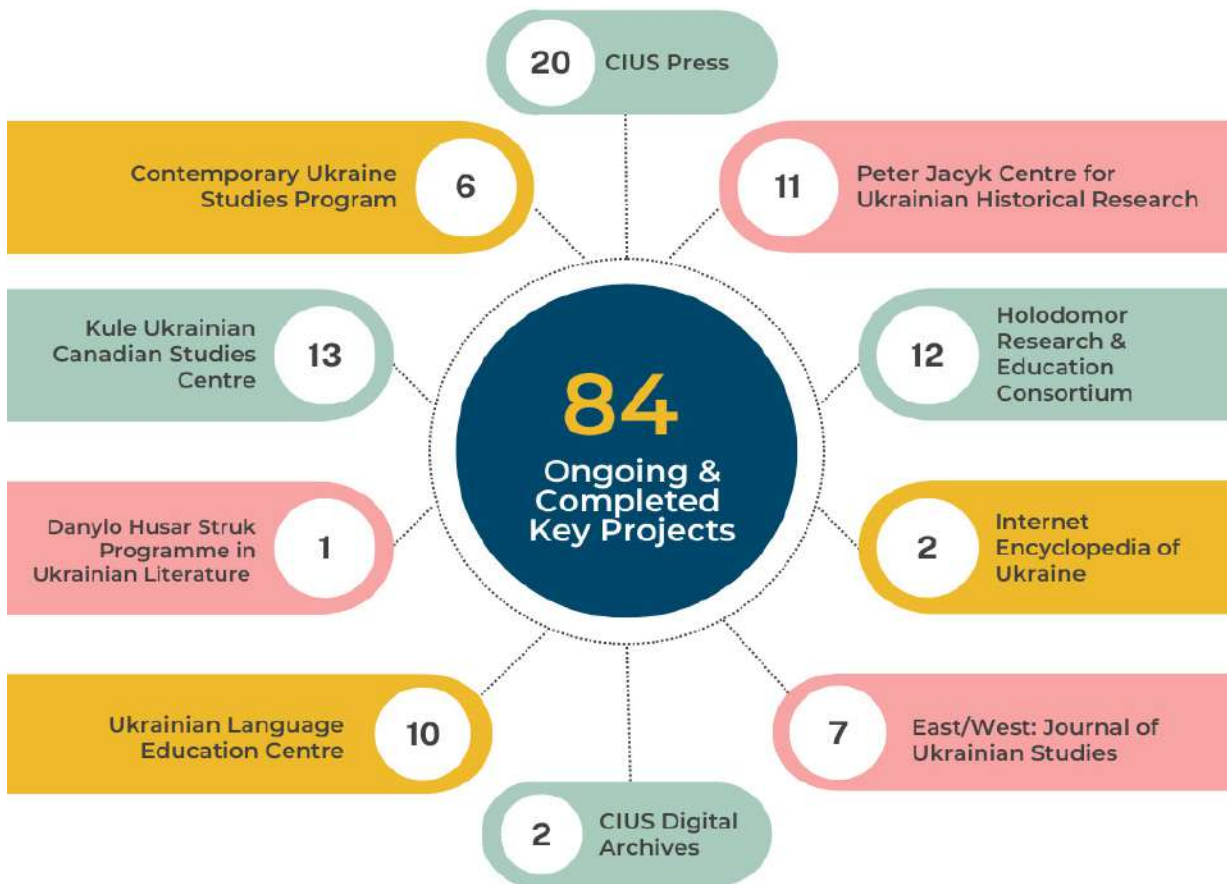 20
CIUS Press
Contemporary Ukraine
Studies Program
6
11
Peter Jacyk Centre for
Ukrainian Historical Research
Kule Ukrainian
Canadian Studies
Centre
13
84
Ongoing &
Completed
Key Projects
12
Holodomor
Research &
Education
Consortium
Danylo Husar Struk
Programme in
Ukrainian Literature
1
2
Internet
Encyclopedia of
Ukraine
Ukrainian Language
Education Centre
10
7
East/West: Journal of
Ukrainian Studies
2
CIUS Digital
Archives